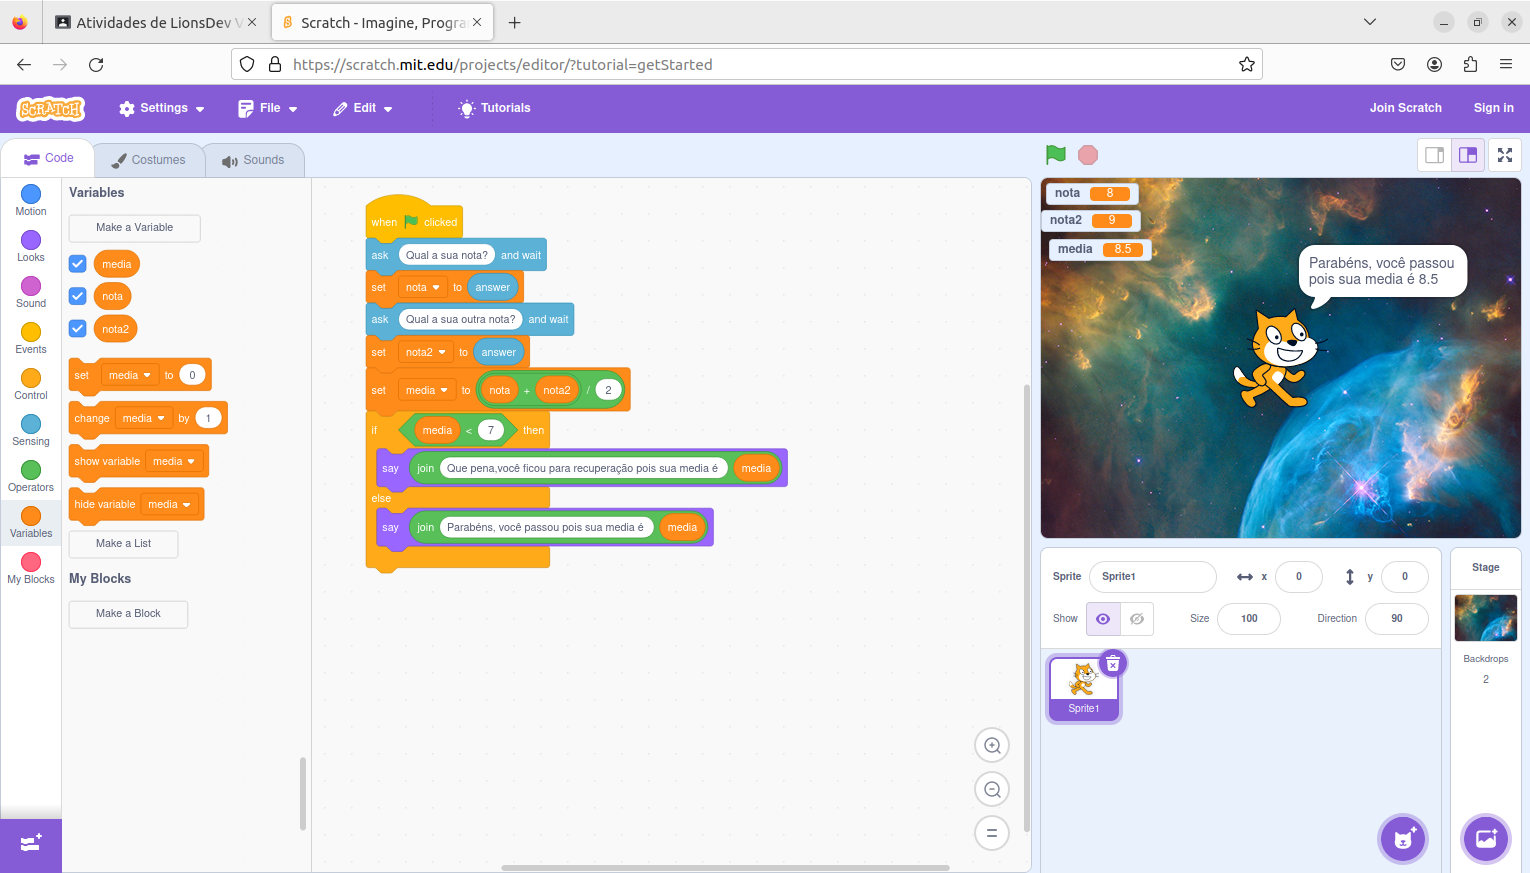 Atividades de LionsDev V
Scratch - Imagine, Progra
https://scratch.mit.edu/projects/editor/?tutorial=getStarted
SCRATCH Settings File Edit Tutorials Join Scratch Sign in
Code Costumes Sounds
Motion
Looks
Sound
Events
Control
Sensing
Operators
Variables
My Blocks
Variables
Make a Variable
media
nota
nota2
set media to 0
change media by 1
show variable media
hide variable media
Make a List
My Blocks
Make a Block
when clicked
ask Qual a sua nota? and wait
set nota to answer
ask Qual a sua outra nota? and wait
set nota2 to answer
set media to nota + nota2 / 2
if media < 7 then
say join Que pena,você ficou para recuperação pois sua media é media
else
say join Parabéns, você passou pois sua media é media
nota 8
nota2 9
media 8.5
Parabéns, você passou
pois sua media é 8.5
Sprite Sprite1 x 0 y 0
Show Size 100 Direction 90
Sprite1
Stage
Backdrops
2